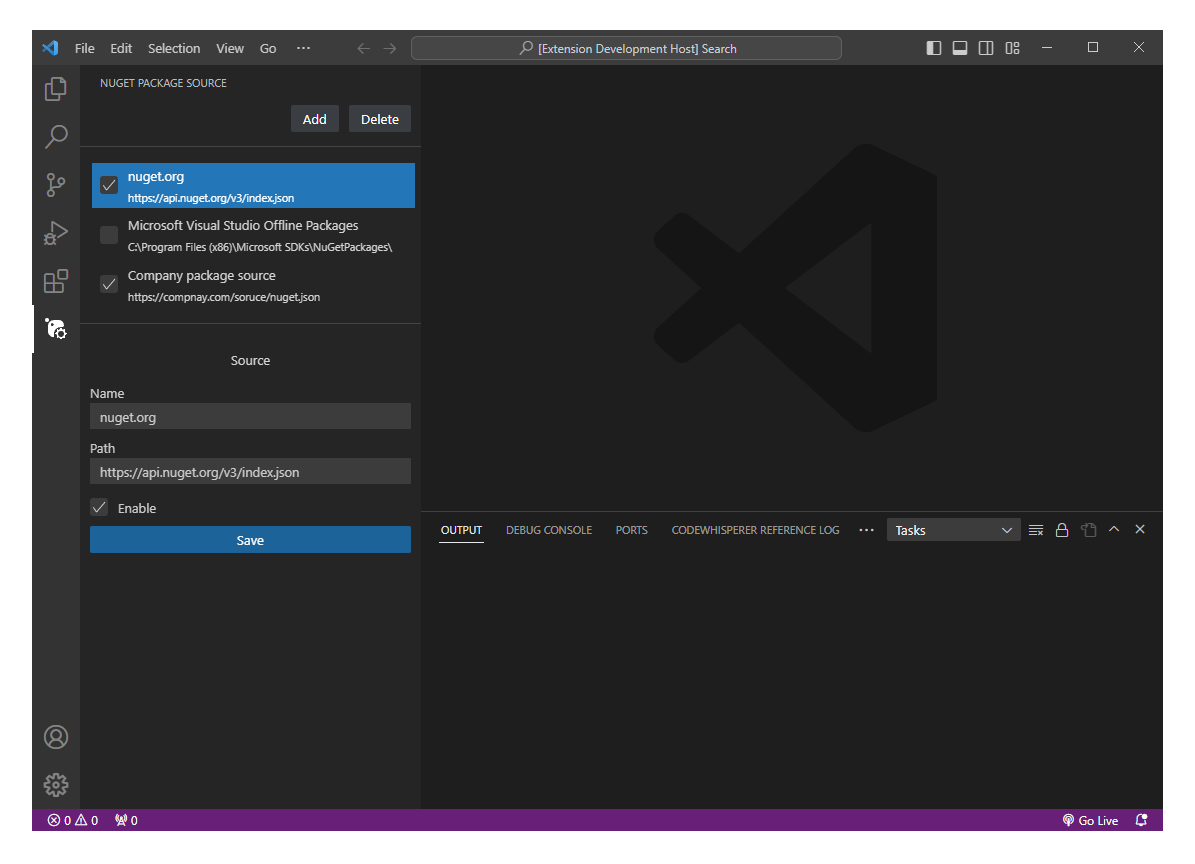 File Edit Selection View Go ···
[Extension Development Host] Search
NUGET PACKAGE SOURCE
Add Delete
nuget.org
https://api.nuget.org/v3/index.json
Microsoft Visual Studio Offline Packages
C:\Program Files (x86)\Microsoft SDKs\NuGetPackages\
Company package source
https://compnay.com/soruce/nuget.json
Source
Name
nuget.org
Path
https://api.nuget.org/v3/index.json
Enable
Save
OUTPUT DEBUG CONSOLE PORTS CODEWHISPERER REFERENCE LOG ··· Tasks
0 0 0 Go Live